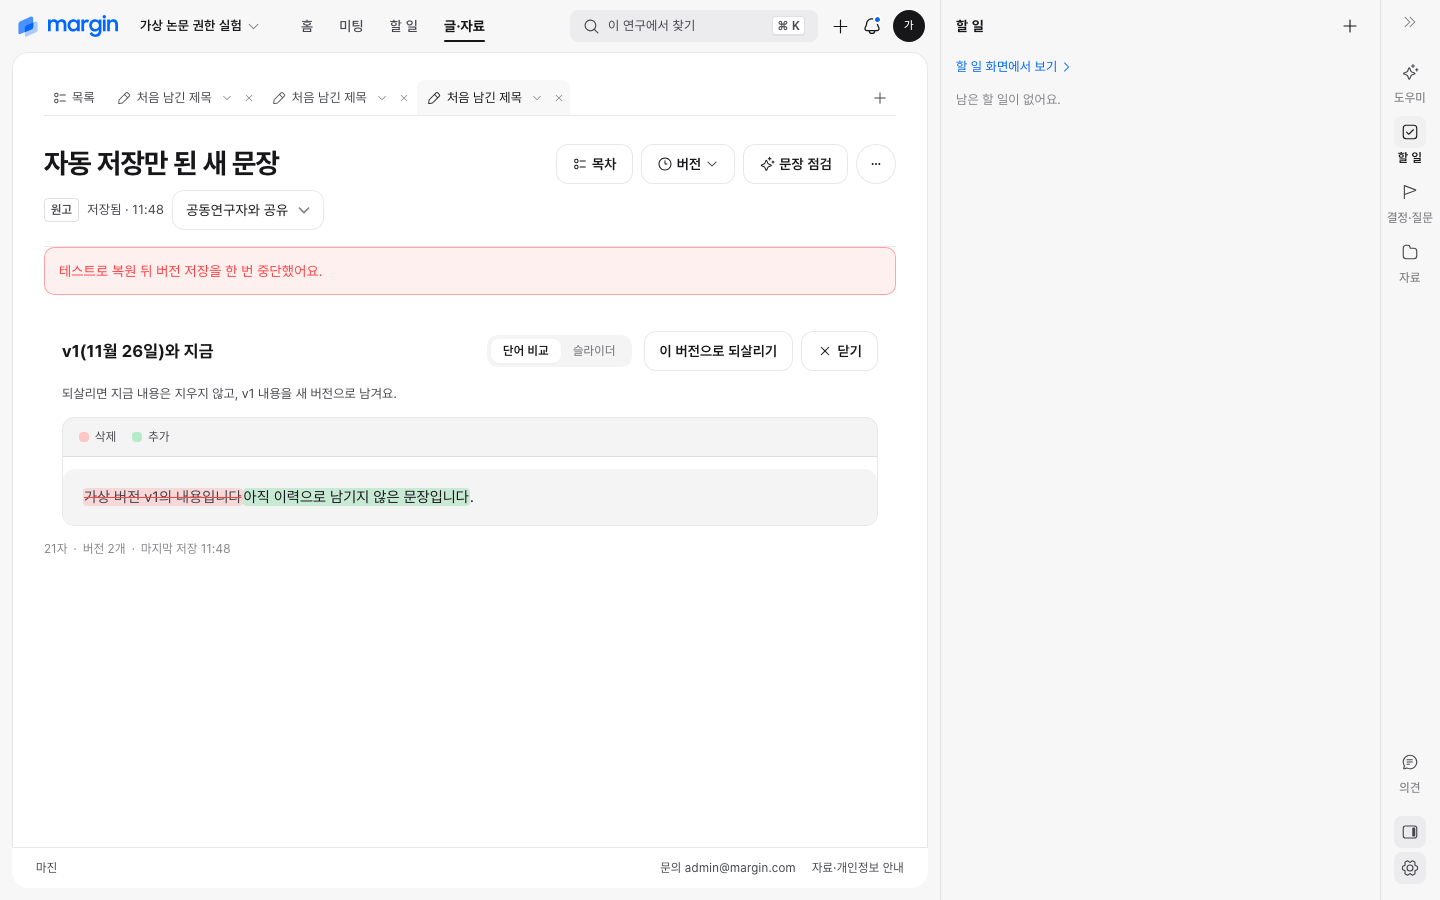 margin
가상 논문 권한 실험
홈 미팅 할 일 글·자료
이 연구에서 찾기 ⌘ K
가
목록 처음 남긴 제목 처음 남긴 제목 처음 남긴 제목
자동 저장만 된 새 문장
목차 버전 문장 점검
원고 저장됨 · 11:48 공동연구자와 공유
테스트로 복원 뒤 버전 저장을 한 번 중단했어요.
v1(11월 26일)와 지금
단어 비교 슬라이더 이 버전으로 되살리기 닫기
되살리면 지금 내용은 지우지 않고, v1 내용을 새 버전으로 남겨요.
삭제 추가
가상 버전 v1의 내용입니다아직 이력으로 남기지 않은 문장입니다.
21자 · 버전 2개 · 마지막 저장 11:48
마진
문의 admin@margin.com 자료·개인정보 안내
할 일
할 일 화면에서 보기
남은 할 일이 없어요.
도우미
할 일
결정·질문
자료
의견